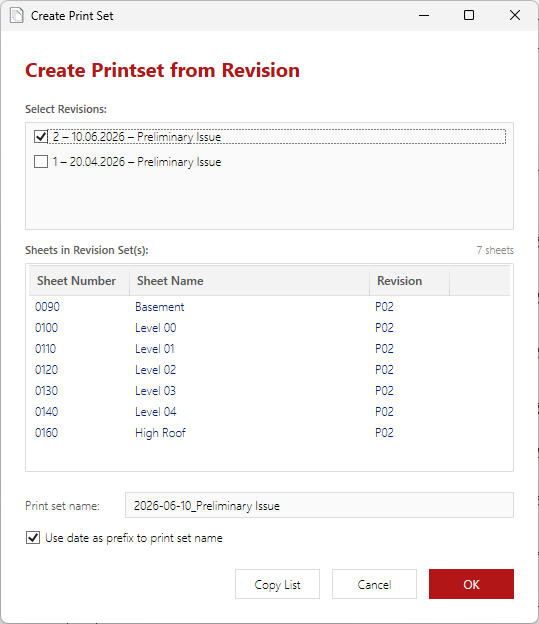 Create Print Set
Create Printset from Revision
Select Revisions:
2 – 10.06.2026 – Preliminary Issue
1 – 20.04.2026 – Preliminary Issue
Sheets in Revision Set(s): 7 sheets
Sheet Number Sheet Name Revision
0090 Basement P02
0100 Level 00 P02
0110 Level 01 P02
0120 Level 02 P02
0130 Level 03 P02
0140 Level 04 P02
0160 High Roof P02
Print set name: 2026-06-10_Preliminary Issue
Use date as prefix to print set name
Copy List Cancel OK